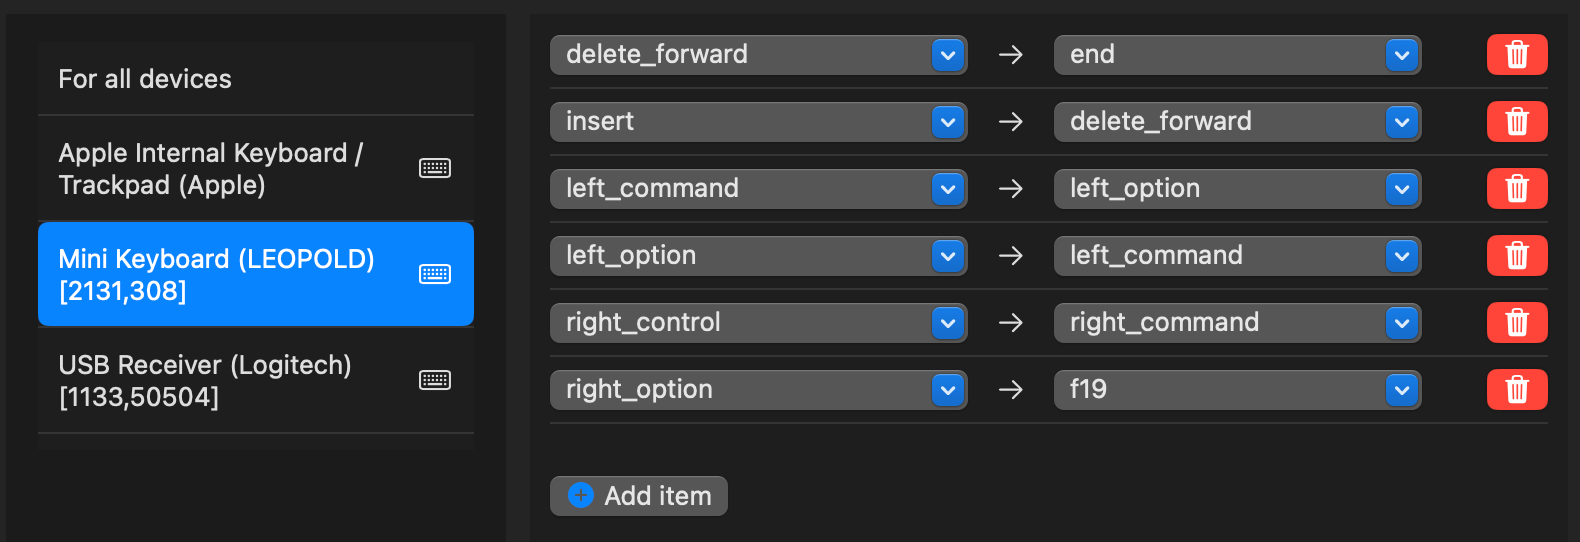 For all devices
Apple Internal Keyboard /
Trackpad (Apple)
Mini Keyboard (LEOPOLD)
[2131,308]
USB Receiver (Logitech)
[1133,50504]
delete_forward → end
insert → delete_forward
left_command → left_option
left_option → left_command
right_control → right_command
right_option → f19
Add item